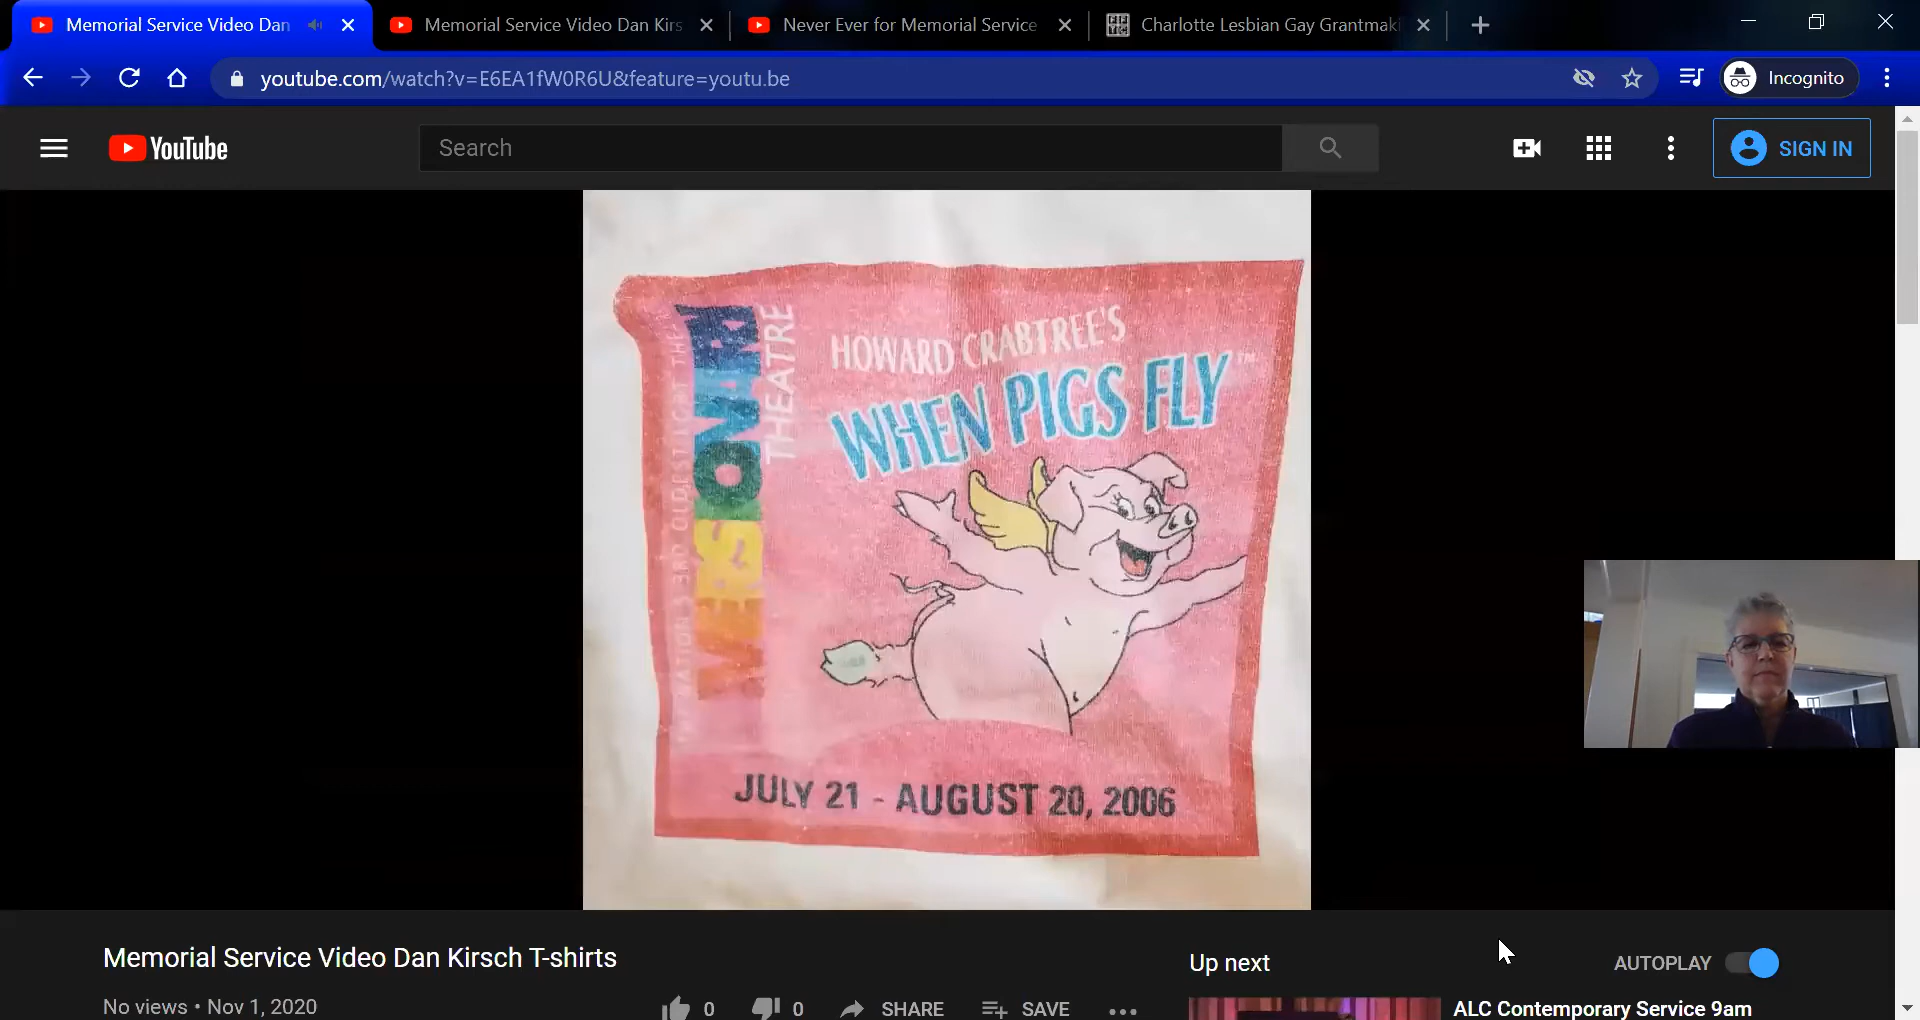 Memorial Service Video Dan
Memorial Service Video Dan Kirs
Never Ever for Memorial Service
Charlotte Lesbian Gay Grantmaki
youtube.com/watch?v=E6EA1fW0R6U&feature=youtu.be
Incognito
YouTube
Search
SIGN IN
THEATRE
HOWARD CRABTREE'S
WHEN PIGS FLY™
JULY 21 - AUGUST 20, 2006
Memorial Service Video Dan Kirsch T-shirts
No views • Nov 1, 2020
0
0
SHARE
SAVE
Up next
AUTOPLAY
ALC Contemporary Service 9am